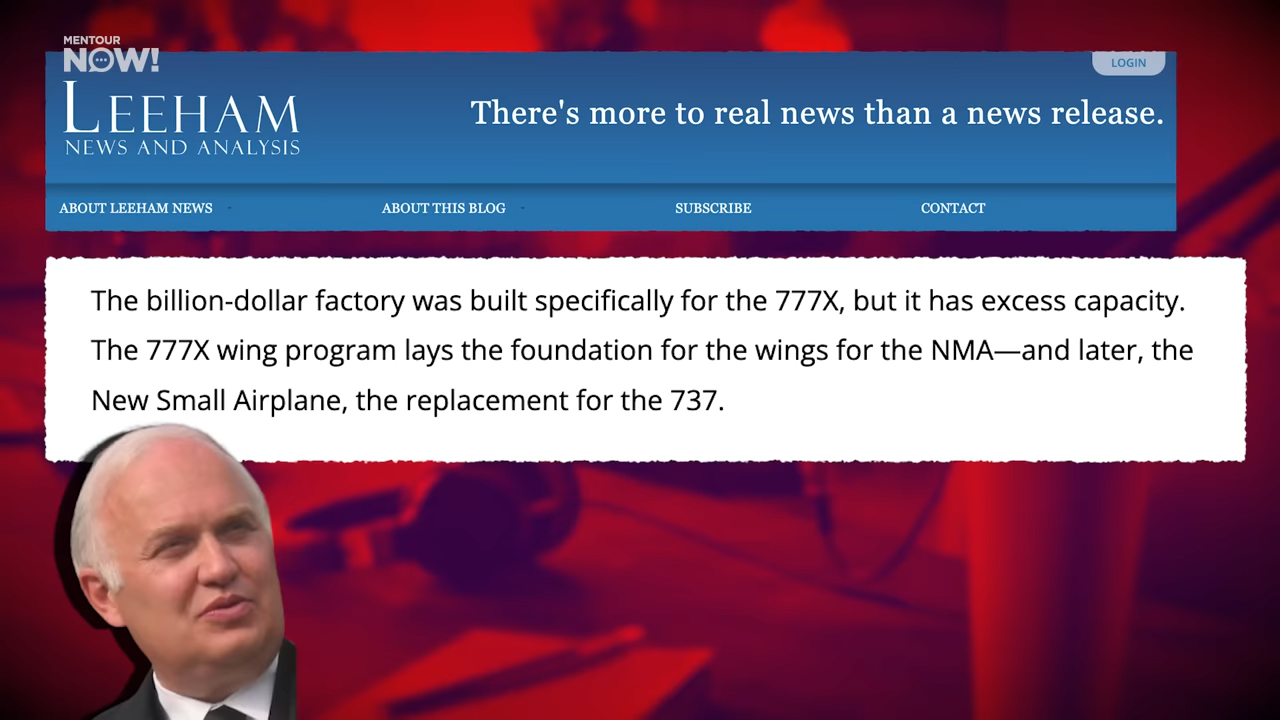 MENTOUR
NOW!
LOGIN
LEEHAM
NEWS AND ANALYSIS
There's more to real news than a news release.
ABOUT LEEHAM NEWS
ABOUT THIS BLOG
SUBSCRIBE
CONTACT
The billion-dollar factory was built specifically for the 777X, but it has excess capacity.
The 777X wing program lays the foundation for the wings for the NMA—and later, the
New Small Airplane, the replacement for the 737.